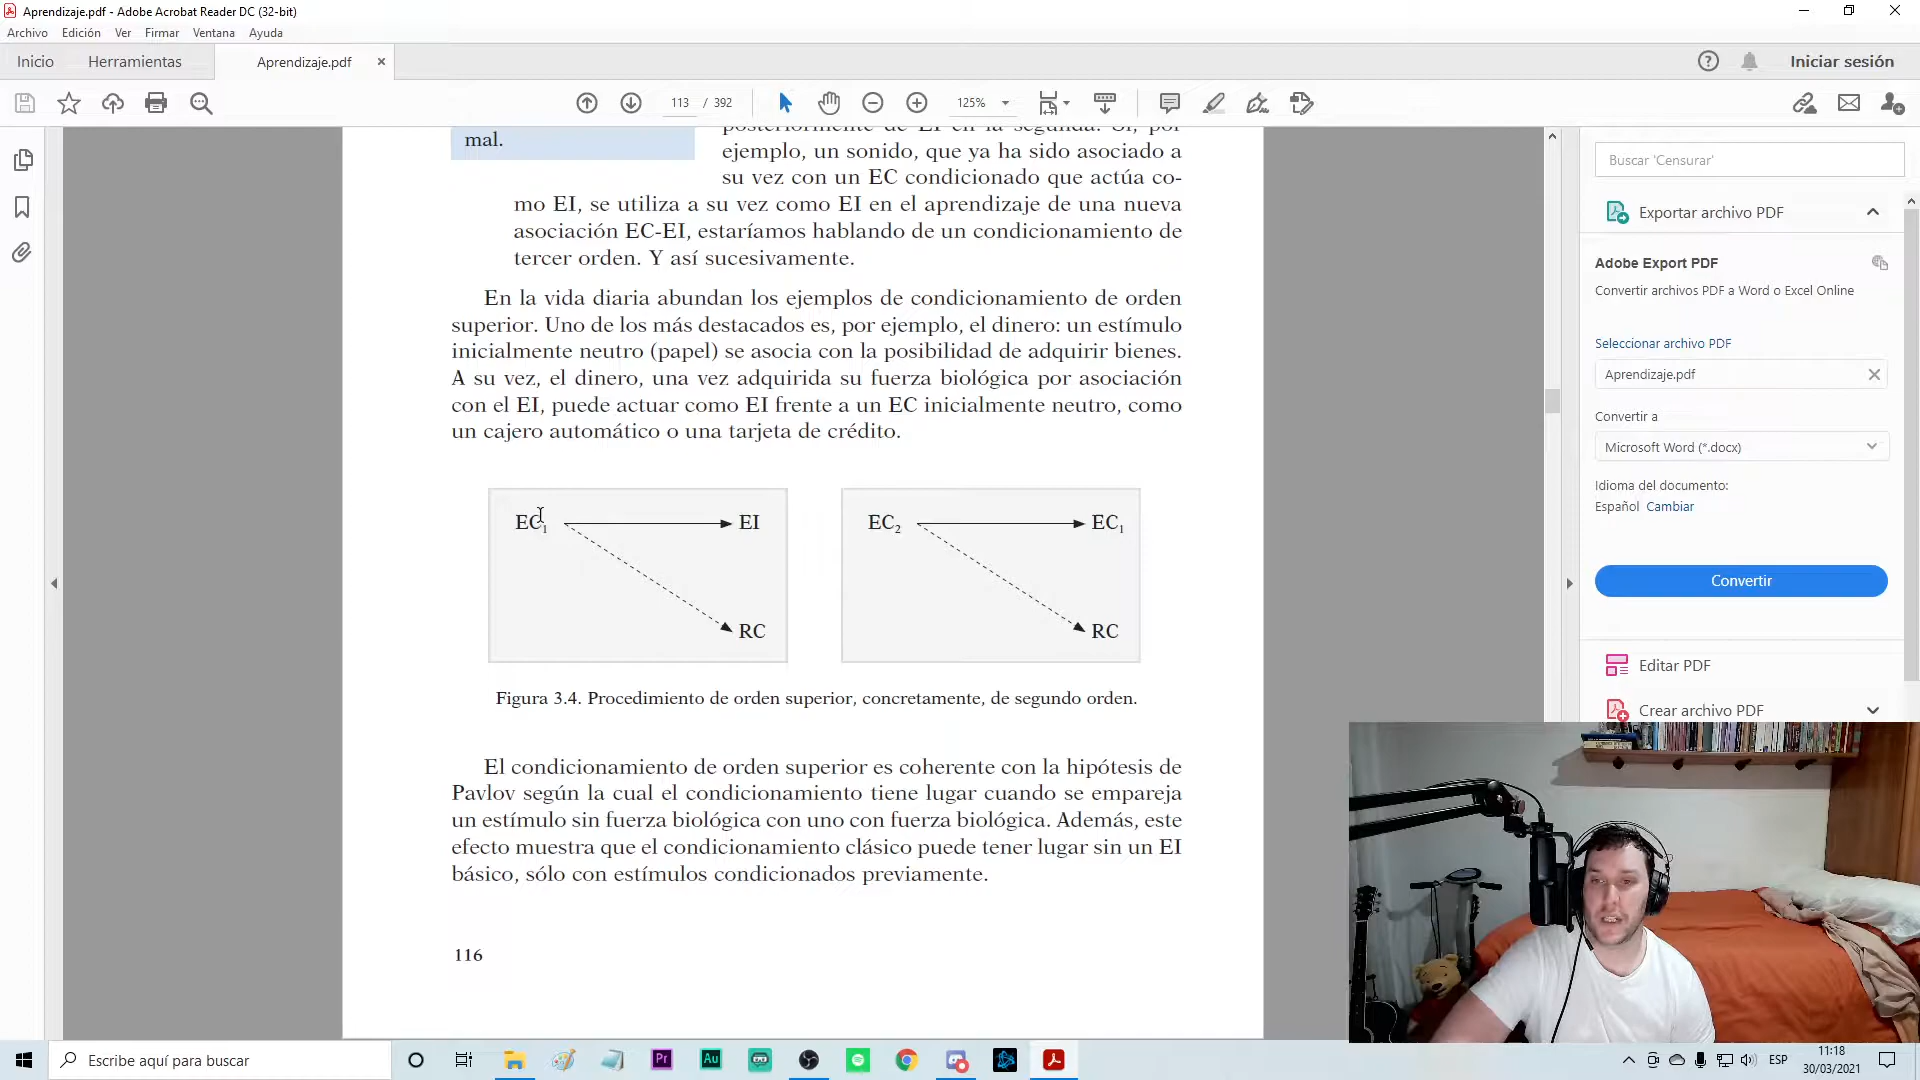 Aprendizaje.pdf - Adobe Acrobat Reader DC (32-bit)
Archivo Edición Ver Firmar Ventana Ayuda
Inicio Herramientas Aprendizaje.pdf Iniciar sesión
113 / 392 125%
mal.
posteriormente de EI en la segunda. Si, por
ejemplo, un sonido, que ya ha sido asociado a
su vez con un EC condicionado que actúa co-
mo EI, se utiliza a su vez como EI en el aprendizaje de una nueva
asociación EC-EI, estaríamos hablando de un condicionamiento de
tercer orden. Y así sucesivamente.
En la vida diaria abundan los ejemplos de condicionamiento de orden
superior. Uno de los más destacados es, por ejemplo, el dinero: un estímulo
inicialmente neutro (papel) se asocia con la posibilidad de adquirir bienes.
A su vez, el dinero, una vez adquirida su fuerza biológica por asociación
con el EI, puede actuar como EI frente a un EC inicialmente neutro, como
un cajero automático o una tarjeta de crédito.
EC1 EI EC2 EC1
RC RC
Figura 3.4. Procedimiento de orden superior, concretamente, de segundo orden.
El condicionamiento de orden superior es coherente con la hipótesis de
Pavlov según la cual el condicionamiento tiene lugar cuando se empareja
un estímulo sin fuerza biológica con uno con fuerza biológica. Además, este
efecto muestra que el condicionamiento clásico puede tener lugar sin un EI
básico, sólo con estímulos condicionados previamente.
116
Buscar 'Censurar'
Exportar archivo PDF
Adobe Export PDF
Convertir archivos PDF a Word o Excel Online
Seleccionar archivo PDF
Aprendizaje.pdf
Convertir a
Microsoft Word (*.docx)
Idioma del documento:
Español Cambiar
Convertir
Editar PDF
Crear archivo PDF
Escribe aquí para buscar
Pr Au
ESP
11:18
30/03/2021